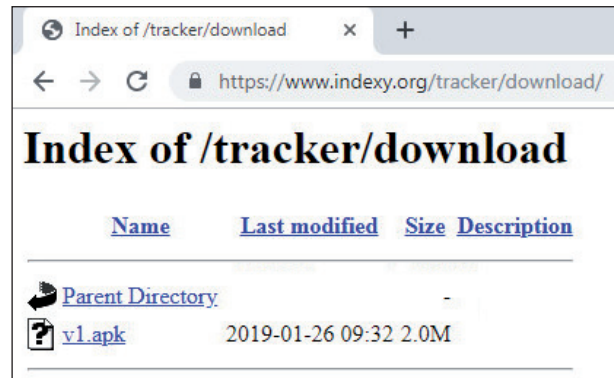 Index of /tracker/download
https://www.indexy.org/tracker/download/
Index of /tracker/download
Name Last modified Size Description
Parent Directory -
v1.apk 2019-01-26 09:32 2.0M